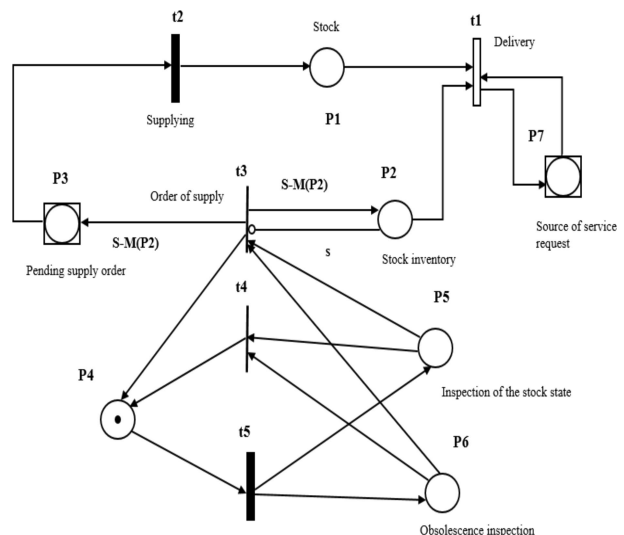 t2
Stock
t1
Delivery
Supplying
P1
P7
P3
t3
Order of supply
S-M(P2)
P2
S-M(P2)
s
Stock inventory
Source of service
request
Pending supply order
t4
P5
P4
Inspection of the stock state
t5
P6
Obsolescence inspection